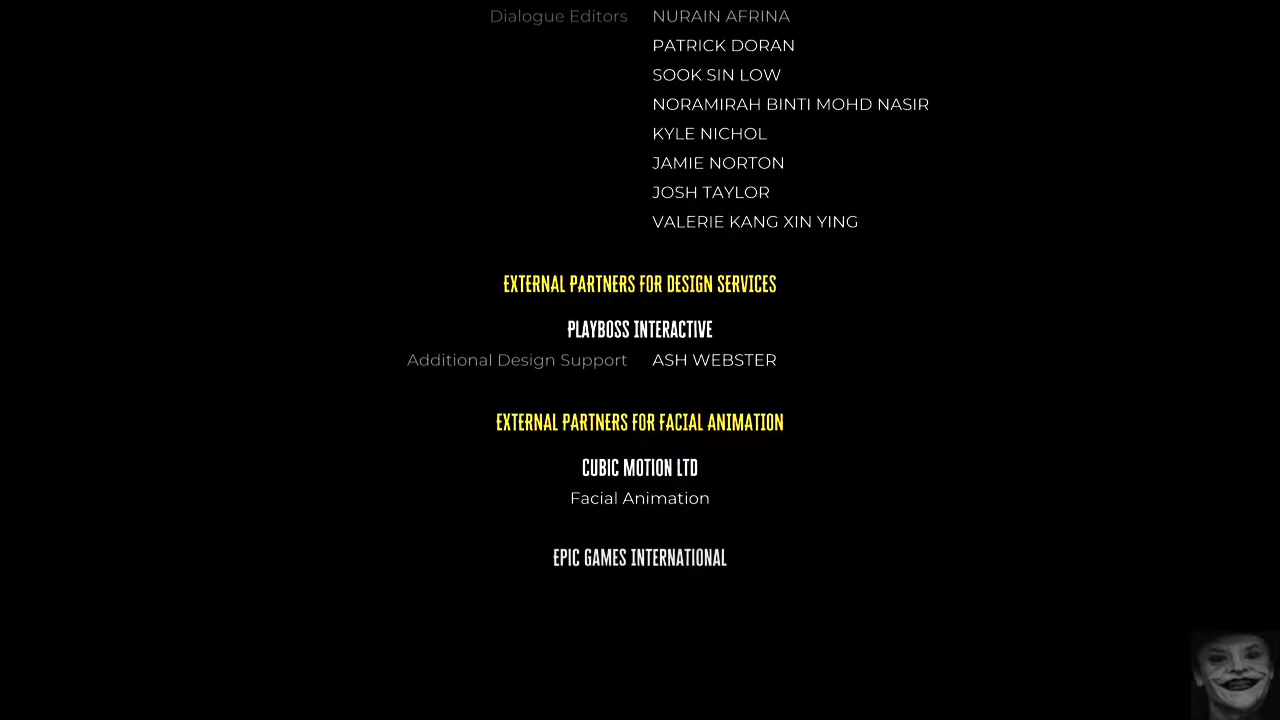 Dialogue Editors NURAIN AFRINA
PATRICK DORAN
SOOK SIN LOW
NORAMIRAH BINTI MOHD NASIR
KYLE NICHOL
JAMIE NORTON
JOSH TAYLOR
VALERIE KANG XIN YING
EXTERNAL PARTNERS FOR DESIGN SERVICES
PLAYBOSS INTERACTIVE
Additional Design Support ASH WEBSTER
EXTERNAL PARTNERS FOR FACIAL ANIMATION
CUBIC MOTION LTD
Facial Animation
EPIC GAMES INTERNATIONAL